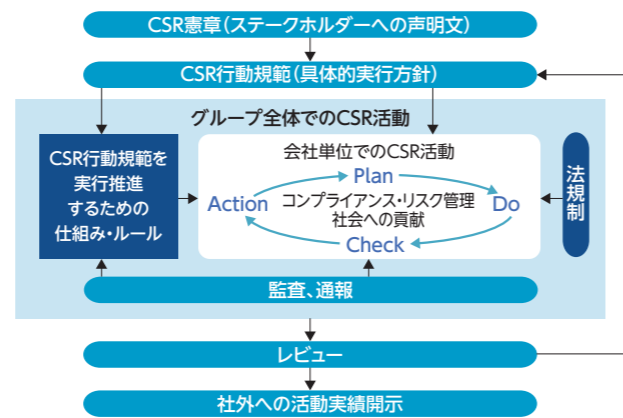 CSR憲章（ステークホルダーへの声明文）
CSR行動規範（具体的実行方針）
グループ全体でのCSR活動
CSR行動規範を
実行推進
するための
仕組み・ルール
会社単位でのCSR活動
Plan
Action
コンプライアンス・リスク管理
社会への貢献
Do
Check
法規制
監査、通報
レビュー
社外への活動実績開示